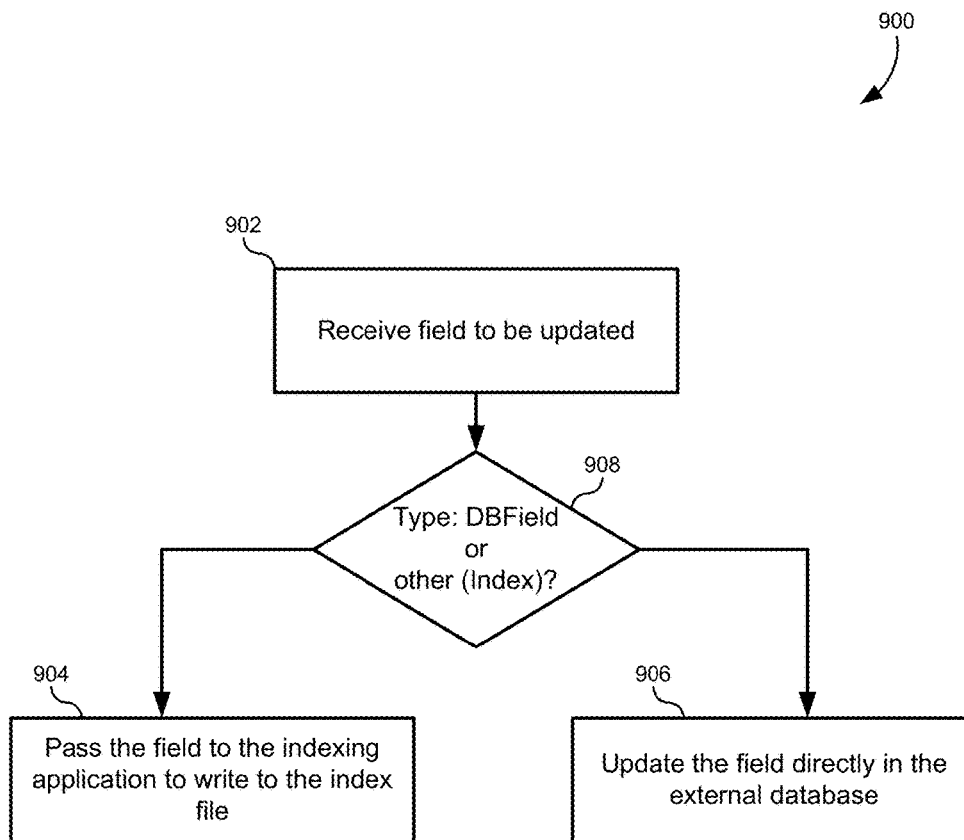 900
902
Receive field to be updated
908
Type: DBField
or
other (Index)?
904
Pass the field to the indexing
application to write to the index
file
906
Update the field directly in the
external database